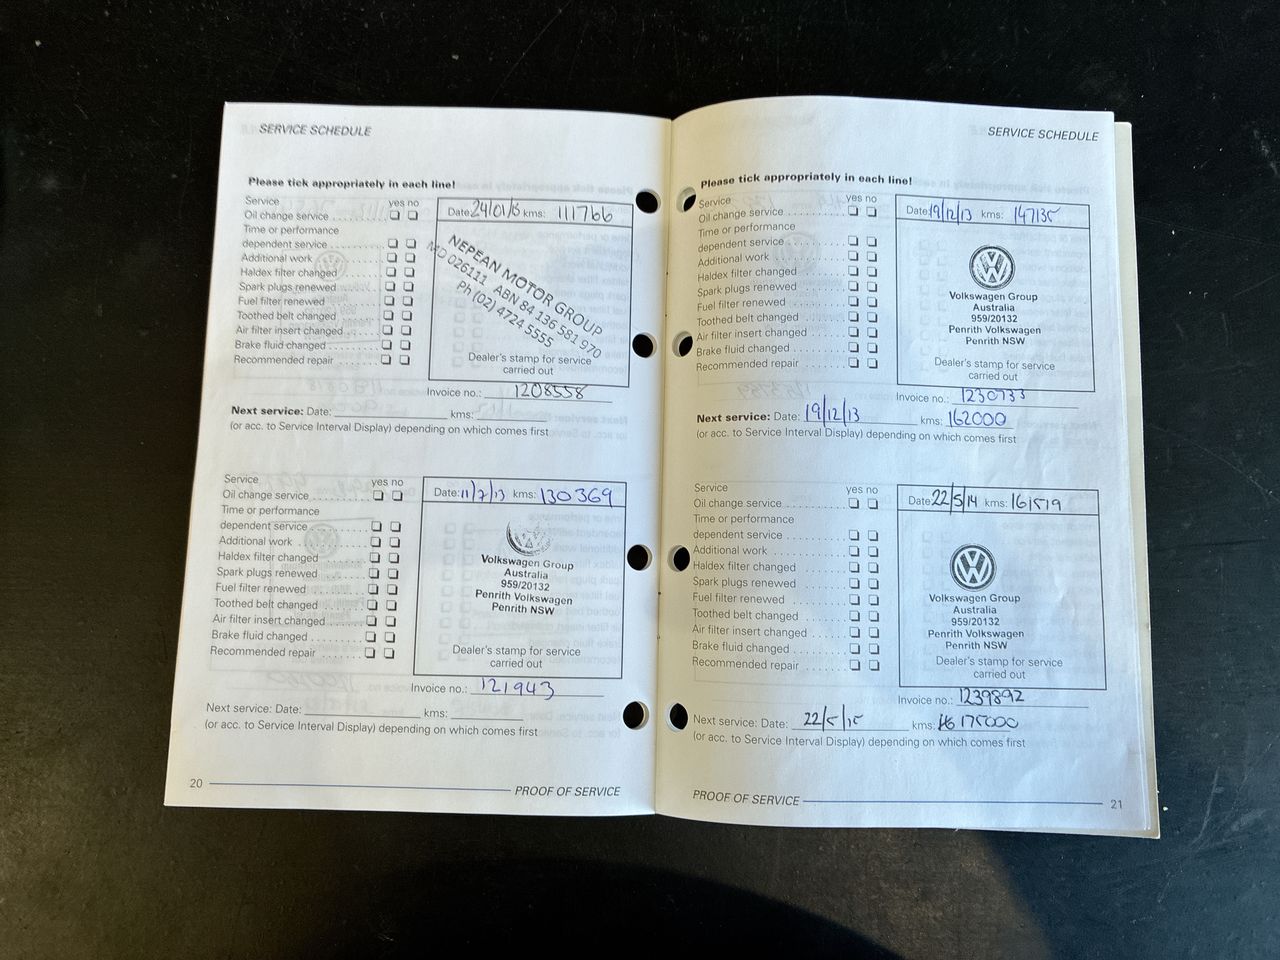 SERVICE SCHEDULE
Please tick appropriately in each line!
Service yes no
Oil change service
Time or performance
dependent service
Additional work
Haldex filter changed
Spark plugs renewed
Fuel filter renewed
Toothed belt changed
Air filter insert changed
Brake fluid changed
Recommended repair
Date: 24/01/13 kms: 111766
NEPEAN MOTOR GROUP
MD 026111 ABN 84 136 581 970
Ph (02) 4724 5555
Dealer's stamp for service
carried out
Invoice no.: 1208558
Next service: Date: kms:
(or acc. to Service Interval Display) depending on which comes first
Service yes no
Oil change service
Time or performance
dependent service
Additional work
Haldex filter changed
Spark plugs renewed
Fuel filter renewed
Toothed belt changed
Air filter insert changed
Brake fluid changed
Recommended repair
Date: 11/7/13 kms: 130369
Volkswagen Group
Australia
959/20132
Penrith Volkswagen
Penrith NSW
Dealer's stamp for service
carried out
Invoice no.: 121943
Next service: Date: kms:
(or acc. to Service Interval Display) depending on which comes first
20 PROOF OF SERVICE
SERVICE SCHEDULE
Please tick appropriately in each line!
Service yes no
Oil change service
Time or performance
dependent service
Additional work
Haldex filter changed
Spark plugs renewed
Fuel filter renewed
Toothed belt changed
Air filter insert changed
Brake fluid changed
Recommended repair
Date: 19/12/13 kms: 147135
Volkswagen Group
Australia
959/20132
Penrith Volkswagen
Penrith NSW
Dealer's stamp for service
carried out
Invoice no.: 1230733
Next service: Date: 19/12/13 kms: 162000
(or acc. to Service Interval Display) depending on which comes first
Service yes no
Oil change service
Time or performance
dependent service
Additional work
Haldex filter changed
Spark plugs renewed
Fuel filter renewed
Toothed belt changed
Air filter insert changed
Brake fluid changed
Recommended repair
Date: 22/5/14 kms: 161519
Volkswagen Group
Australia
959/20132
Penrith Volkswagen
Penrith NSW
Dealer's stamp for service
carried out
Invoice no.: 1239892
Next service: Date: 22/5/15 kms: 175000
(or acc. to Service Interval Display) depending on which comes first
PROOF OF SERVICE 21